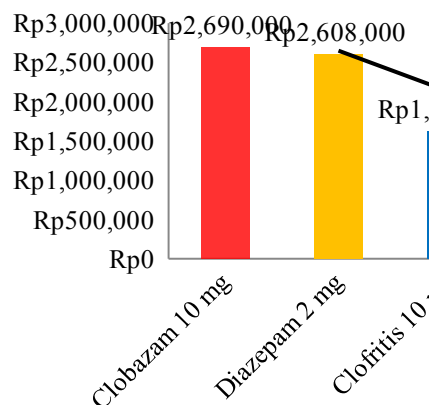 Rp3,000,000
Rp2,500,000
Rp2,000,000
Rp1,500,000
Rp1,000,000
Rp500,000
Rp0
Rp2,690,000
Rp2,608,000
Rp1,
Clobazam 10 mg
Diazepam 2 mg
Clofritis 10